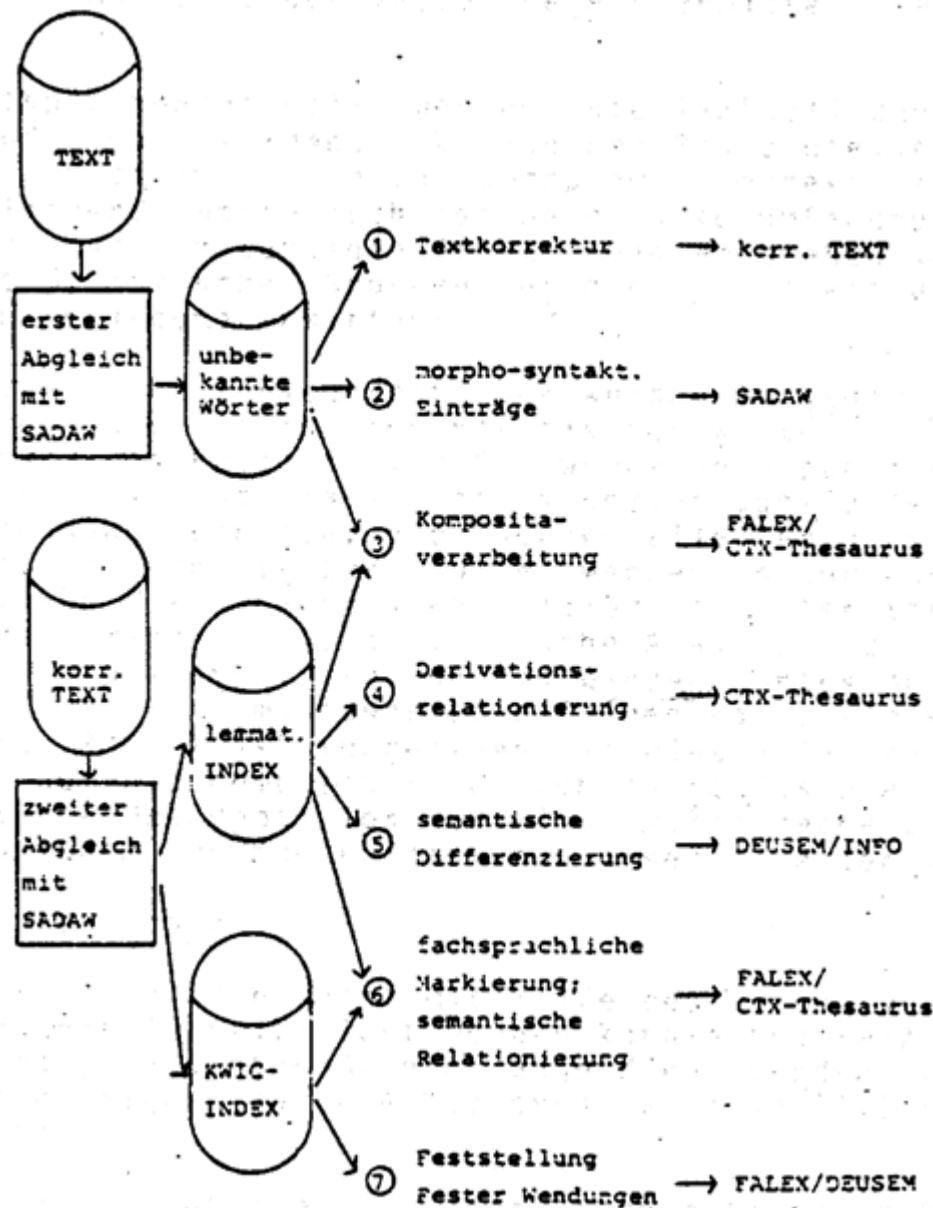 TEXT
erster
Abgleich
mit
SADAW
unbe-
kannte
Wörter
① Textkorrektur → korr. TEXT
② morpho-syntakt.
Einträge → SADAW
③ Komposita-
verarbeitung → FALEX/
CTX-Thesaurus
korr.
TEXT
zweiter
Abgleich
mit
SADAW
lemmat.
INDEX
④ Derivations-
relationierung → CTX-Thesaurus
⑤ semantische
Differenzierung → DEUSEM/INFO
KWIC-
INDEX
⑥ fachsprachliche
Markierung;
semantische
Relationierung → FALEX/
CTX-Thesaurus
⑦ Feststellung
Fester Wendungen → FALEX/DEUSEM